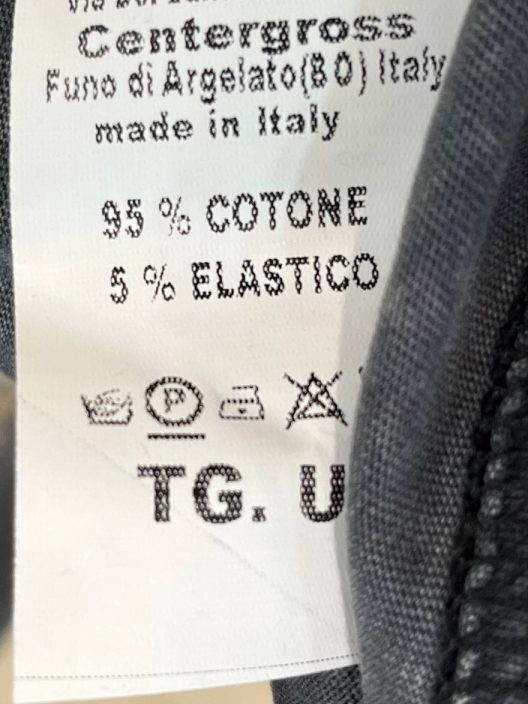 Centergross
Funo di Argelato(BO) Italy
made in Italy
95 % COTONE
5 % ELASTICO
P
TG. U